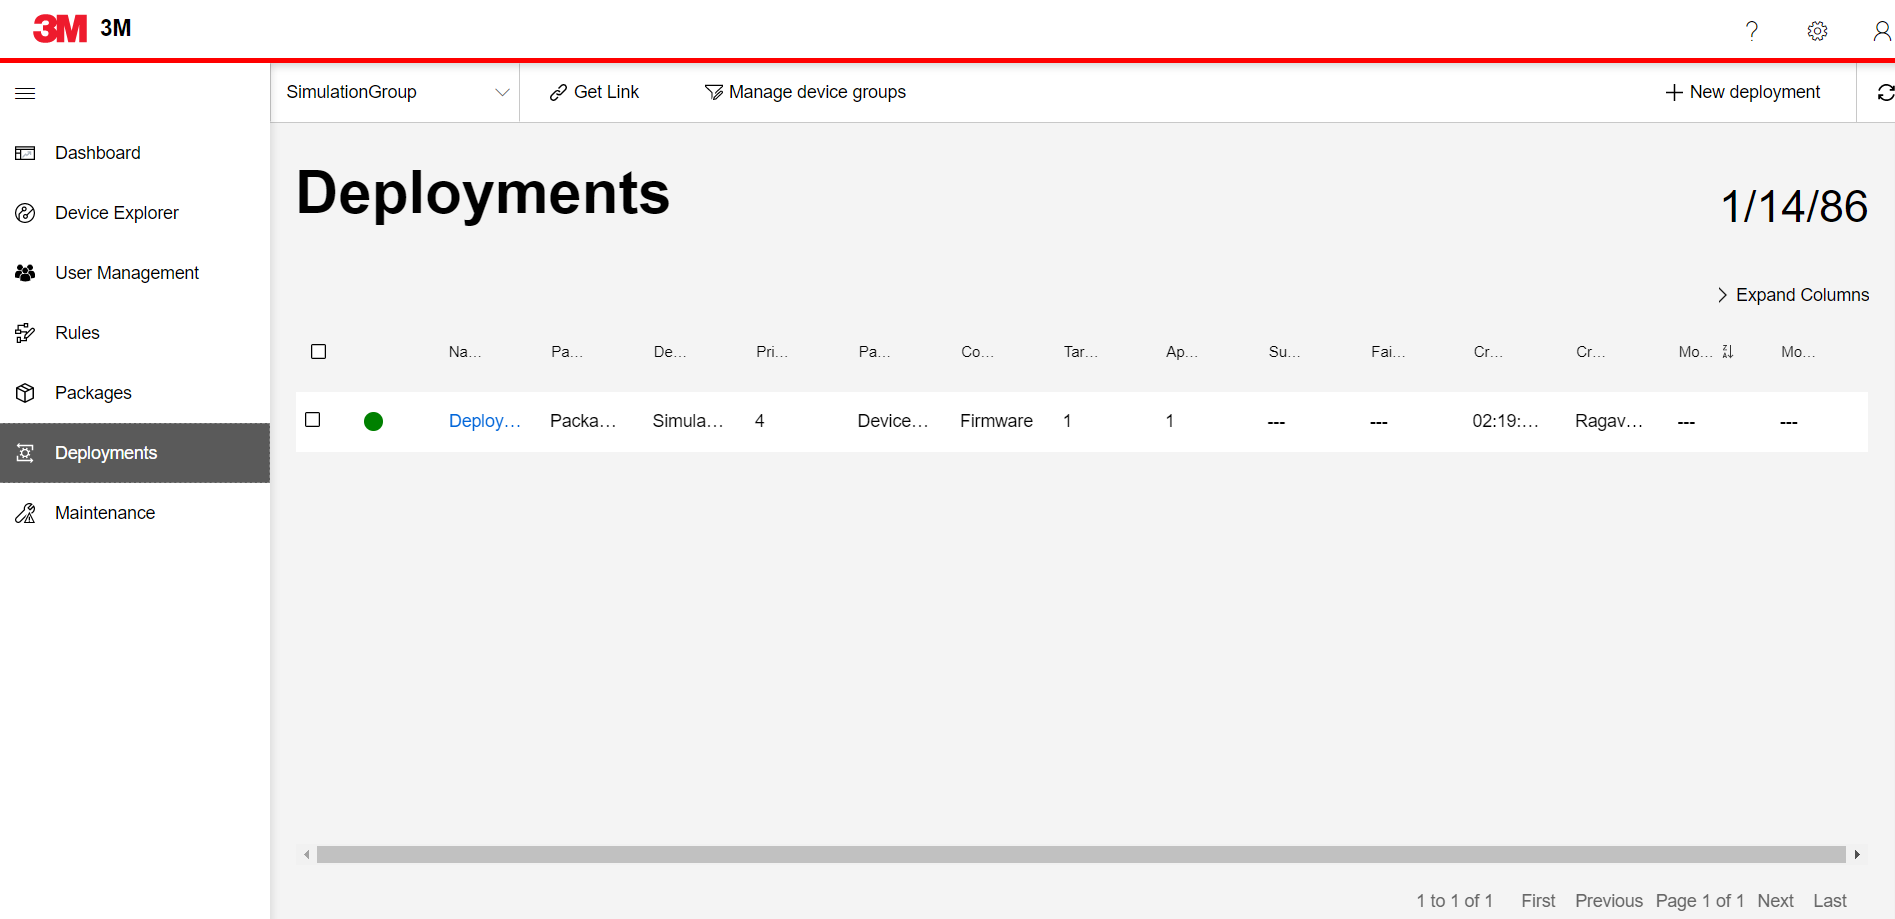 3M 3M
?
SimulationGroup Get Link Manage device groups + New deployment
Dashboard
Device Explorer
User Management
Rules
Packages
Deployments
Maintenance
Deployments
1/14/86
Expand Columns
Na... Pa... De... Pri... Pa... Co... Tar... Ap... Su... Fai... Cr... Cr... Mo... Mo...
Deploy... Packa... Simula... 4 Device... Firmware 1 1 --- --- 02:19:... Ragav... --- ---
1 to 1 of 1 First Previous Page 1 of 1 Next Last